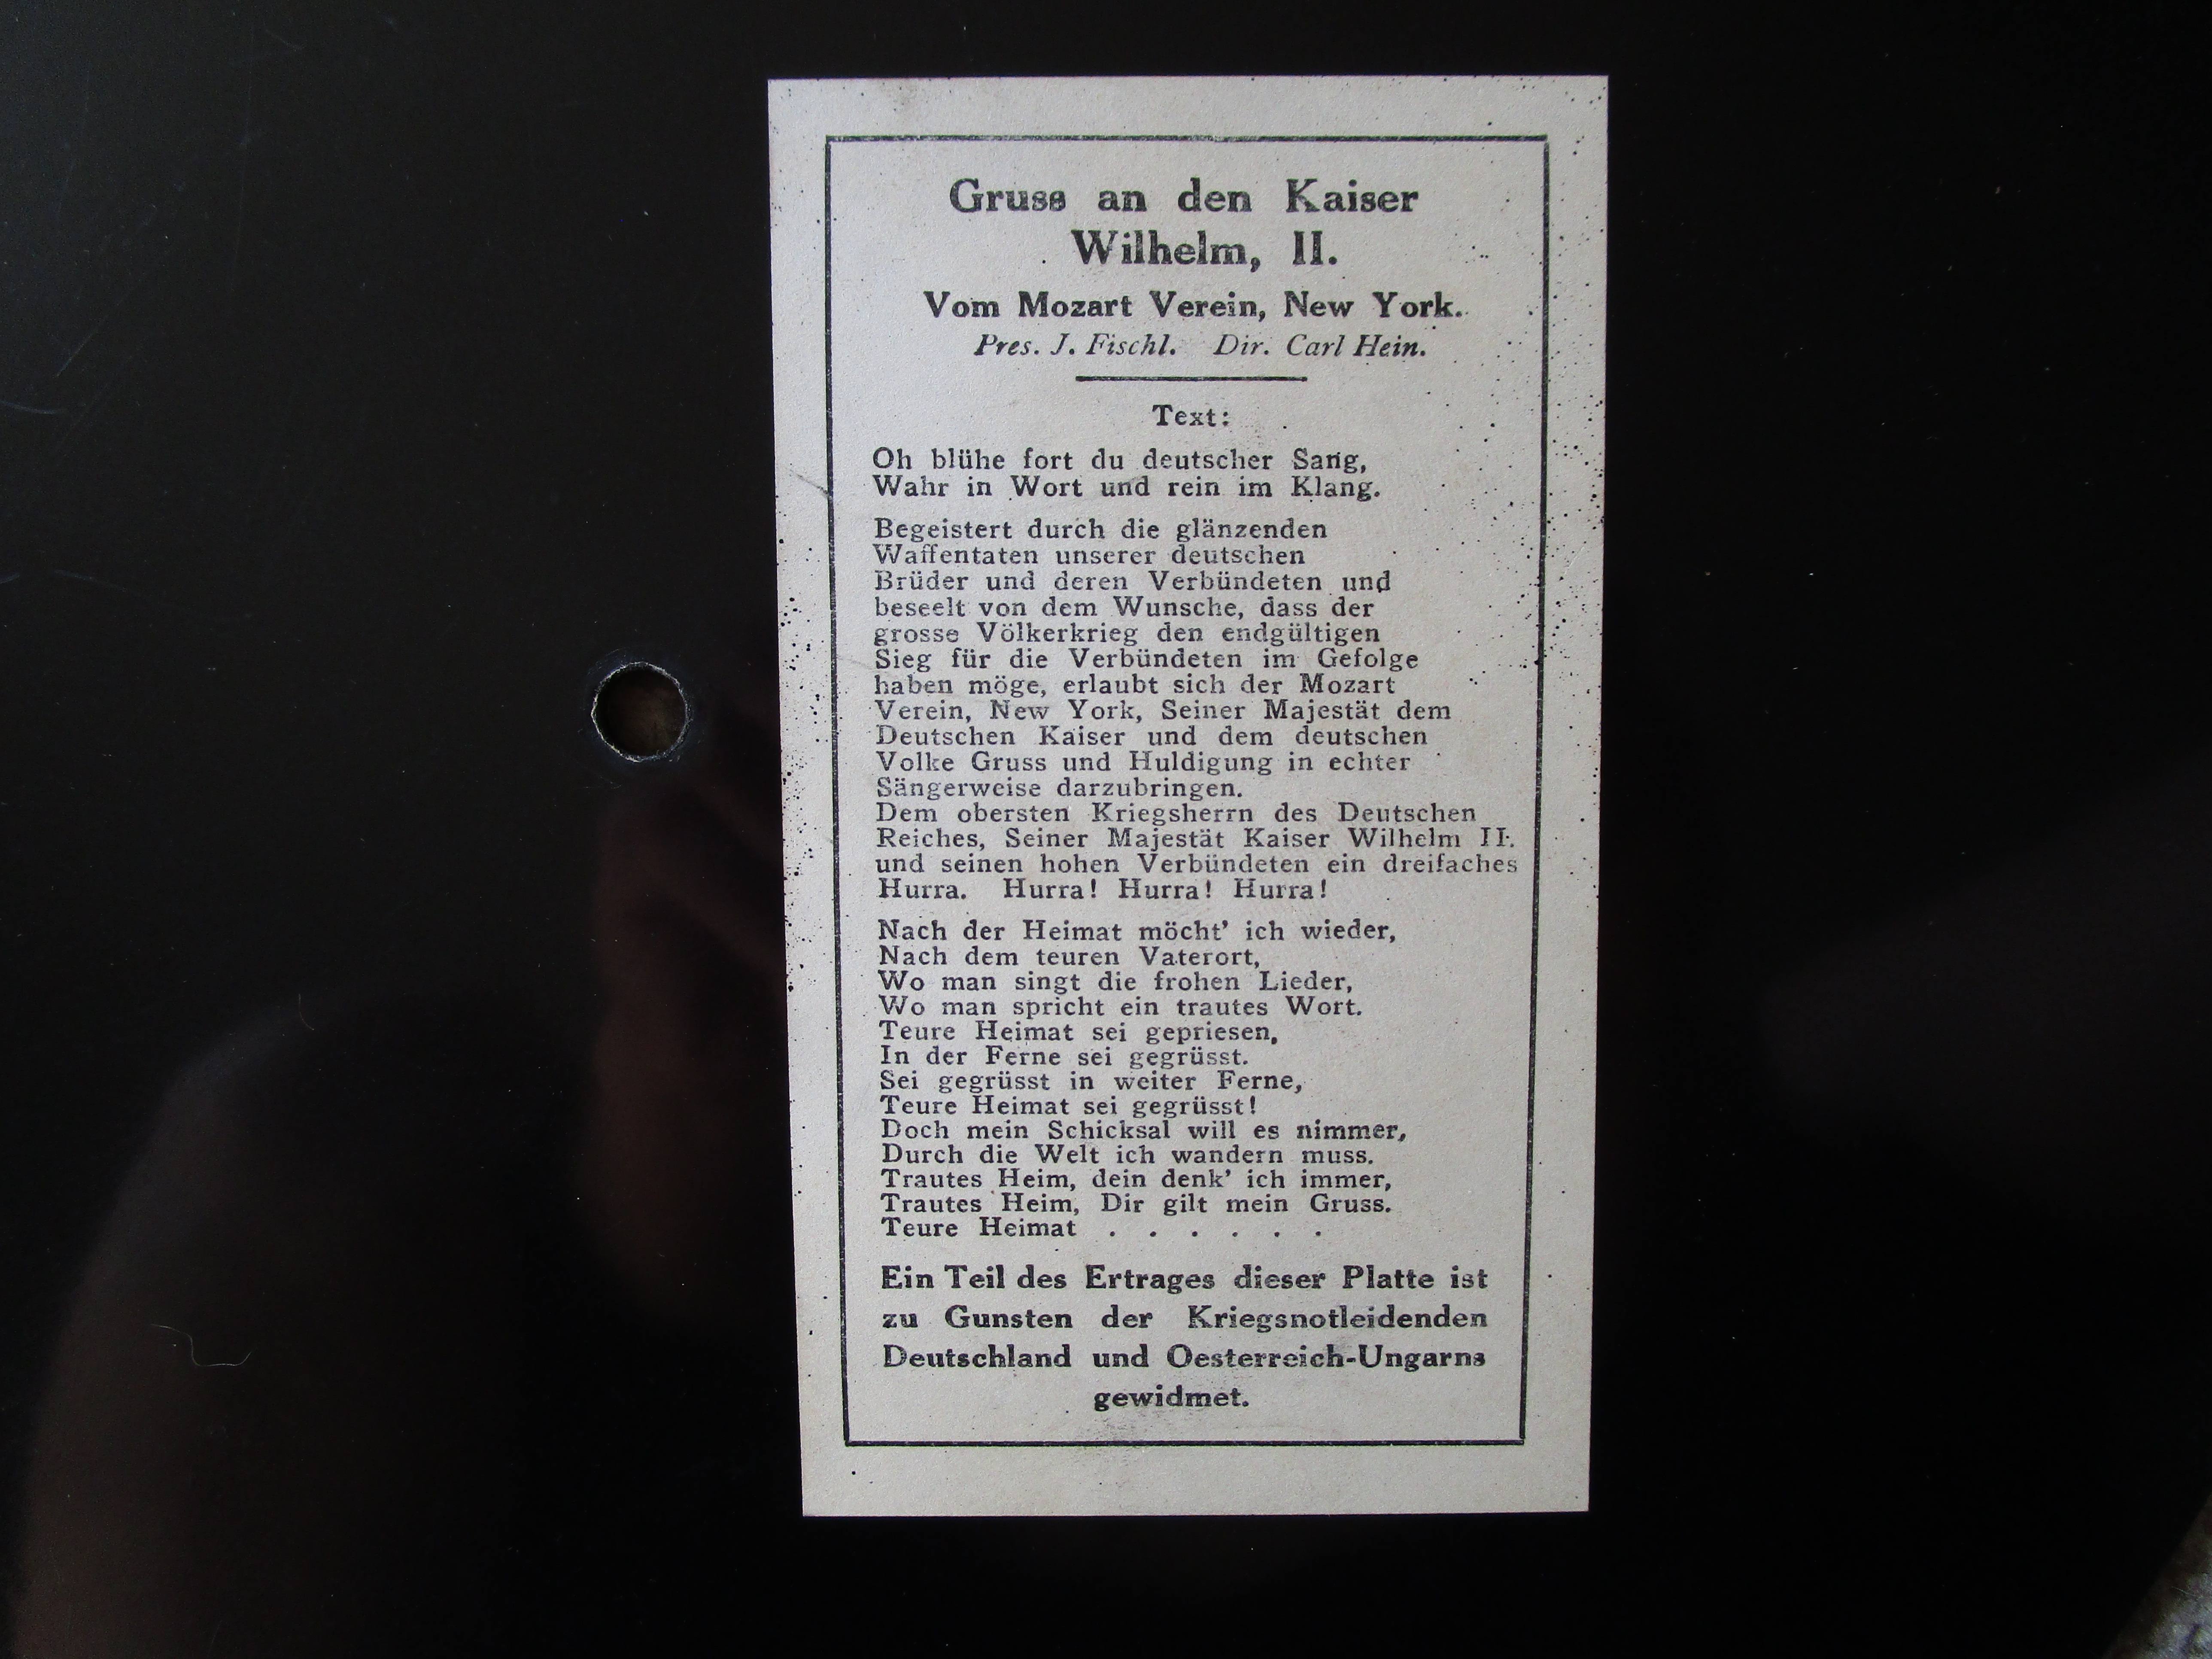 Gruss an den Kaiser
Wilhelm, II.
Vom Mozart Verein, New York.
Pres. J. Fischl. Dir. Carl Hein.
Text:
Oh blühe fort du deutscher Sang,
Wahr in Wort und rein im Klang.
Begeistert durch die glänzenden
Waffentaten unserer deutschen
Brüder und deren Verbündeten und
beseelt von dem Wunsche, dass der
grosse Völkerkrieg den endgültigen
Sieg für die Verbündeten im Gefolge
haben möge, erlaubt sich der Mozart
Verein, New York, Seiner Majestät dem
Deutschen Kaiser und dem deutschen
Volke Gruss und Huldigung in echter
Sängerweise darzubringen.
Dem obersten Kriegsherrn des Deutschen
Reiches, Seiner Majestät Kaiser Wilhelm II.
und seinen hohen Verbündeten ein dreifaches
Hurra. Hurra! Hurra! Hurra!
Nach der Heimat möcht' ich wieder,
Nach dem teuren Vaterort,
Wo man singt die frohen Lieder,
Wo man spricht ein trautes Wort.
Teure Heimat sei gepriesen,
In der Ferne sei gegrüsst.
Sei gegrüsst in weiter Ferne,
Teure Heimat sei gegrüsst!
Doch mein Schicksal will es nimmer,
Durch die Welt ich wandern muss.
Trautes Heim, dein denk' ich immer,
Trautes Heim, Dir gilt mein Gruss.
Teure Heimat . . . . . .
Ein Teil des Ertrages dieser Platte ist
zu Gunsten der Kriegsnotleidenden
Deutschland und Oesterreich-Ungarns
gewidmet.